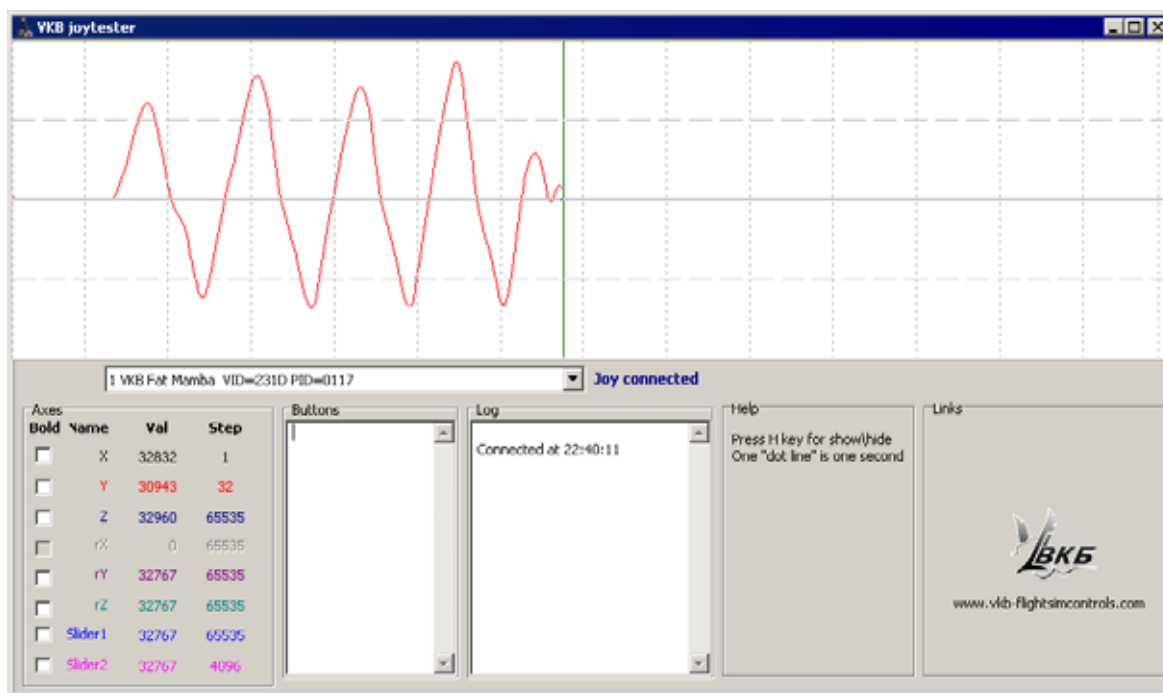 VKB joytester
1 VKB Fat Mamba VID=231D PID=0117
Joy connected
Axes
Bold Name Val Step
X 32832 1
Y 30943 32
Z 32960 65535
rX 0 65535
rY 32767 65535
rZ 32767 65535
Slider1 32767 65535
Slider2 32767 4096
Buttons
Log
Connected at 22:40:11
Help
Press H key for show\hide
One "dot line" is one second
Links
ВКБ
www.vkb-flightsimcontrols.com